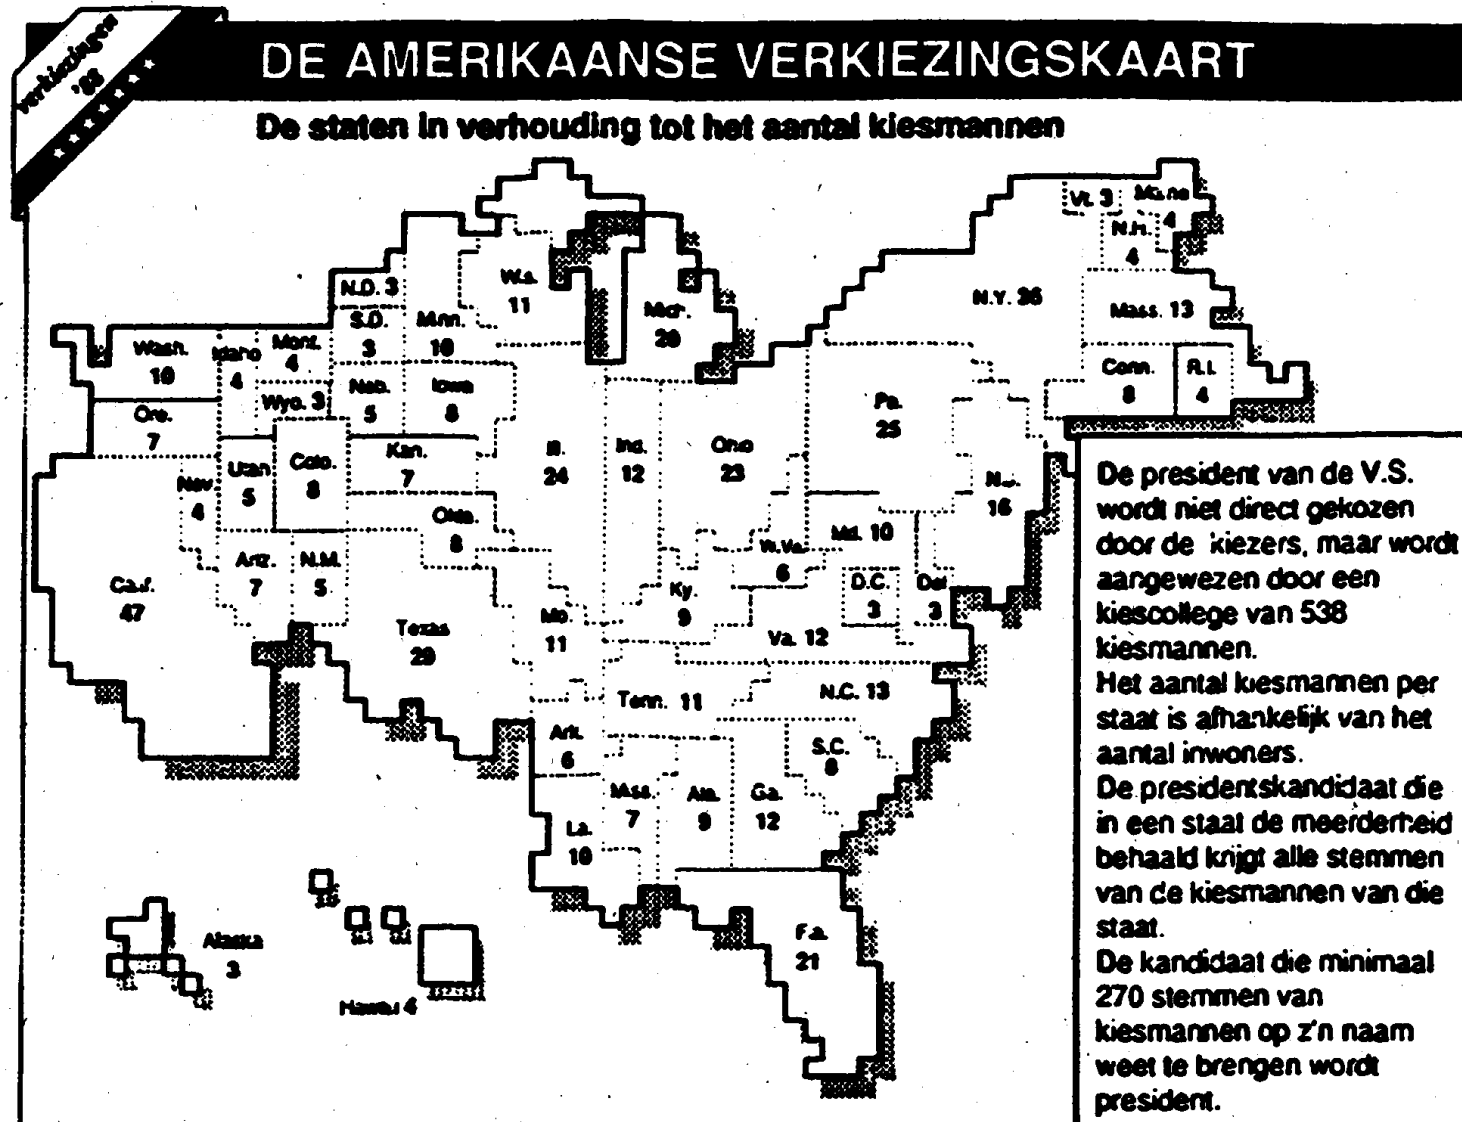 verkiezingen
'88
DE AMERIKAANSE VERKIEZINGSKAART
De staten in verhouding tot het aantal kiesmannen
Vt. 3
Maine
4
N.H.
4
Wis.
11
N.D. 3
N.Y. 36
Mich.
20
Mass. 13
S.D.
3
Minn.
10
Wash.
10
Idaho
4
Mont.
4
Conn.
8
R.I.
4
Wyo. 3
Neb.
5
Iowa
8
Ore.
7
Pa.
25
Utah
5
Colo.
8
Kan.
7
Ill.
24
Ind.
12
Ohio
23
Nev.
4
N.J.
16
Okla.
8
Md. 10
W.Va.
6
Calif.
47
Ariz.
7
N.M.
5
Ky.
9
D.C.
3
Del
3
Texas
29
Mo.
11
Va. 12
Tenn. 11
N.C. 13
Ark.
6
S.C.
8
Miss.
7
Ala.
9
Ga.
12
La.
10
Alaska
3
Hawaii 4
Fla.
21
De president van de V.S.
wordt niet direct gekozen
door de kiezers, maar wordt
aangewezen door een
kiescollege van 538
kiesmannen.
Het aantal kiesmannen per
staat is afhankelijk van het
aantal inwoners.
De presidentskandidaat die
in een staat de meerderheid
behaald krijgt alle stemmen
van de kiesmannen van die
staat.
De kandidaat die minimaal
270 stemmen van
kiesmannen op z'n naam
weet te brengen wordt
president.